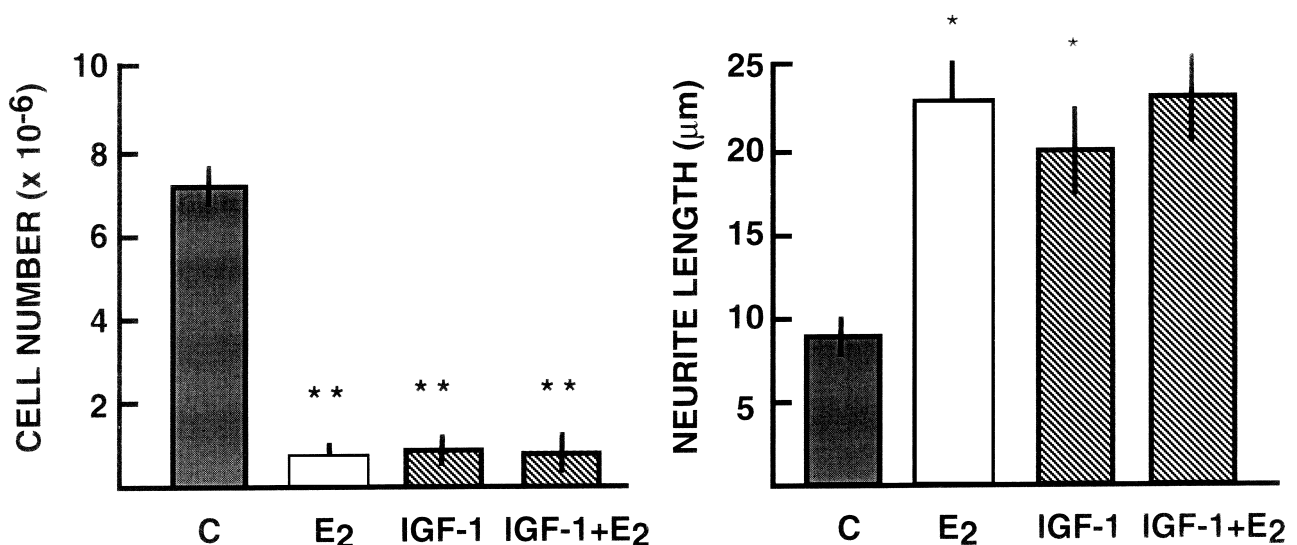 CELL NUMBER (x 10-6)
10
8
6
4
2
* *
* *
* *
C
E2
IGF-1
IGF-1+E2
NEURITE LENGTH (μm)
25
20
15
10
5
*
*
C
E2
IGF-1
IGF-1+E2